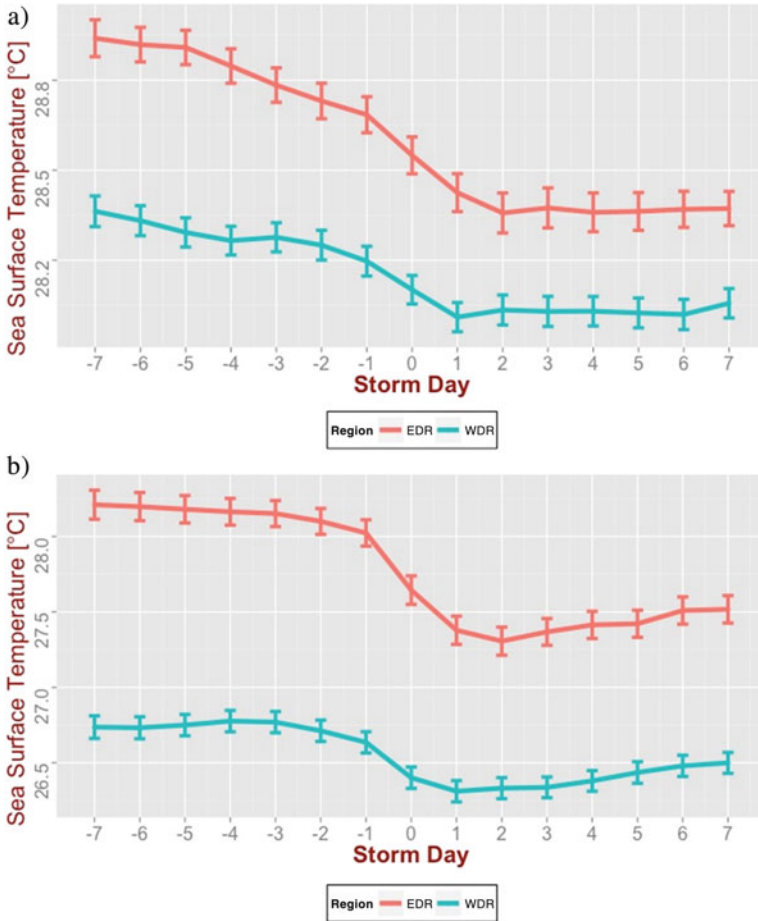 a)
Sea Surface Temperature [°C]
28.8
28.5
28.2
-7 -6 -5 -4 -3 -2 -1 0 1 2 3 4 5 6 7
Storm Day
Region EDR WDR
b)
Sea Surface Temperature [°C]
28.0
27.5
27.0
26.5
-7 -6 -5 -4 -3 -2 -1 0 1 2 3 4 5 6 7
Storm Day
Region EDR WDR